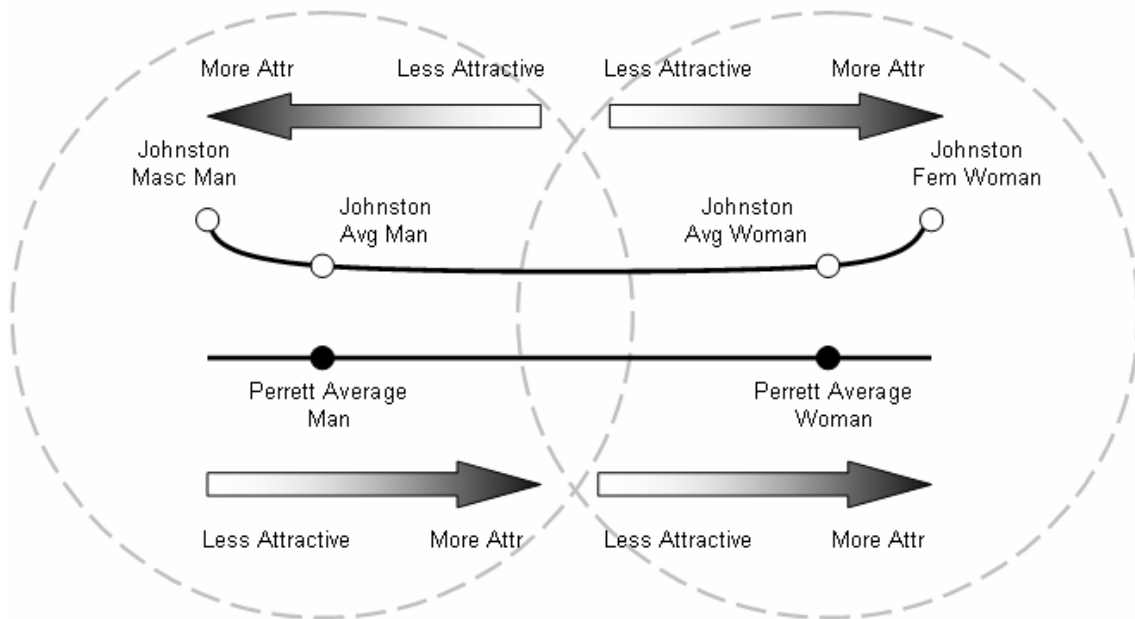 More Attr
Less Attractive
Less Attractive
More Attr
Johnston
Masc Man
Johnston
Fem Woman
Johnston
Avg Man
Johnston
Avg Woman
Perrett Average
Man
Perrett Average
Woman
Less Attractive
More Attr
Less Attractive
More Attr